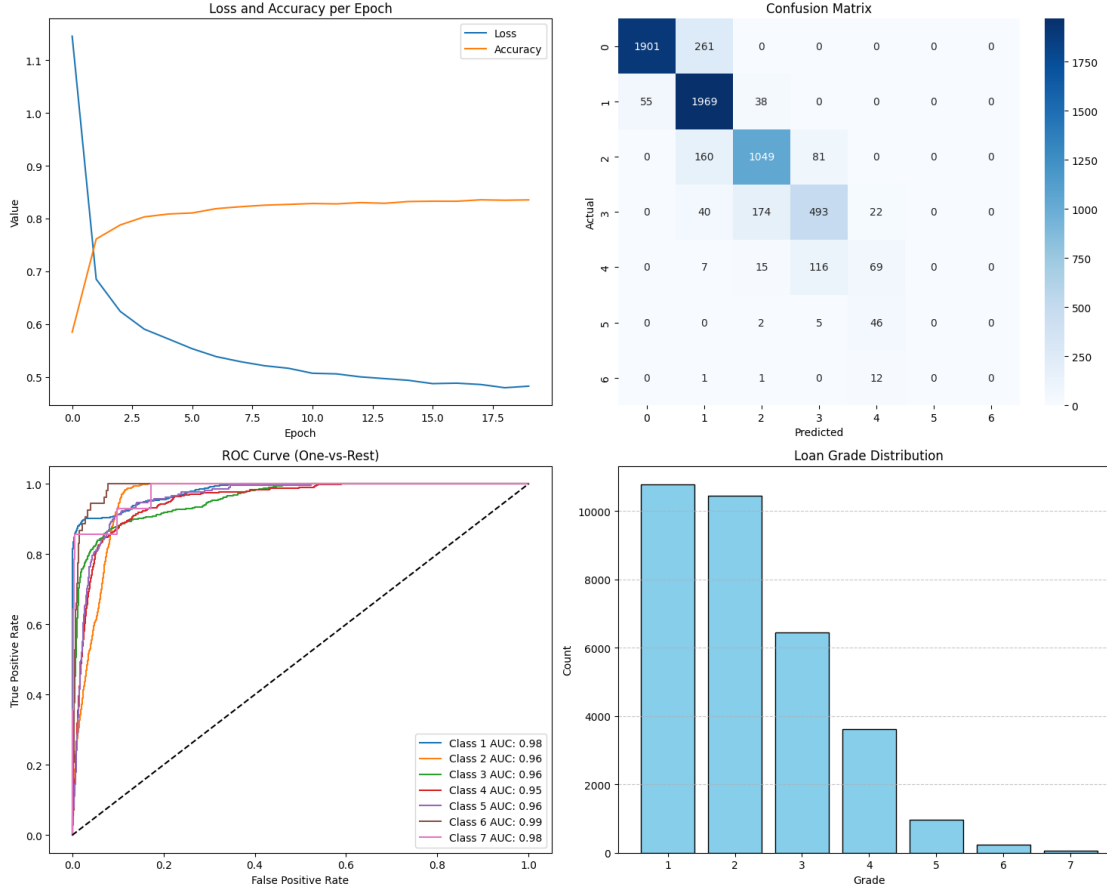 Loss and Accuracy per Epoch
Loss
Accuracy
1.1
1.0
0.9
0.8
0.7
0.6
0.5
Value
0.0 2.5 5.0 7.5 10.0 12.5 15.0 17.5
Epoch
Confusion Matrix
0 1901 261 0 0 0 0 0
1 55 1969 38 0 0 0 0
2 0 160 1049 81 0 0 0
3 0 40 174 493 22 0 0
4 0 7 15 116 69 0 0
5 0 0 2 5 46 0 0
6 0 1 1 0 12 0 0
Actual
0 1 2 3 4 5 6
Predicted
1750
1500
1250
1000
750
500
250
0
ROC Curve (One-vs-Rest)
1.0
0.8
0.6
0.4
0.2
0.0
True Positive Rate
Class 1 AUC: 0.98
Class 2 AUC: 0.96
Class 3 AUC: 0.96
Class 4 AUC: 0.95
Class 5 AUC: 0.96
Class 6 AUC: 0.99
Class 7 AUC: 0.98
0.0 0.2 0.4 0.6 0.8 1.0
False Positive Rate
Loan Grade Distribution
10000
8000
6000
4000
2000
0
Count
1 2 3 4 5 6 7
Grade